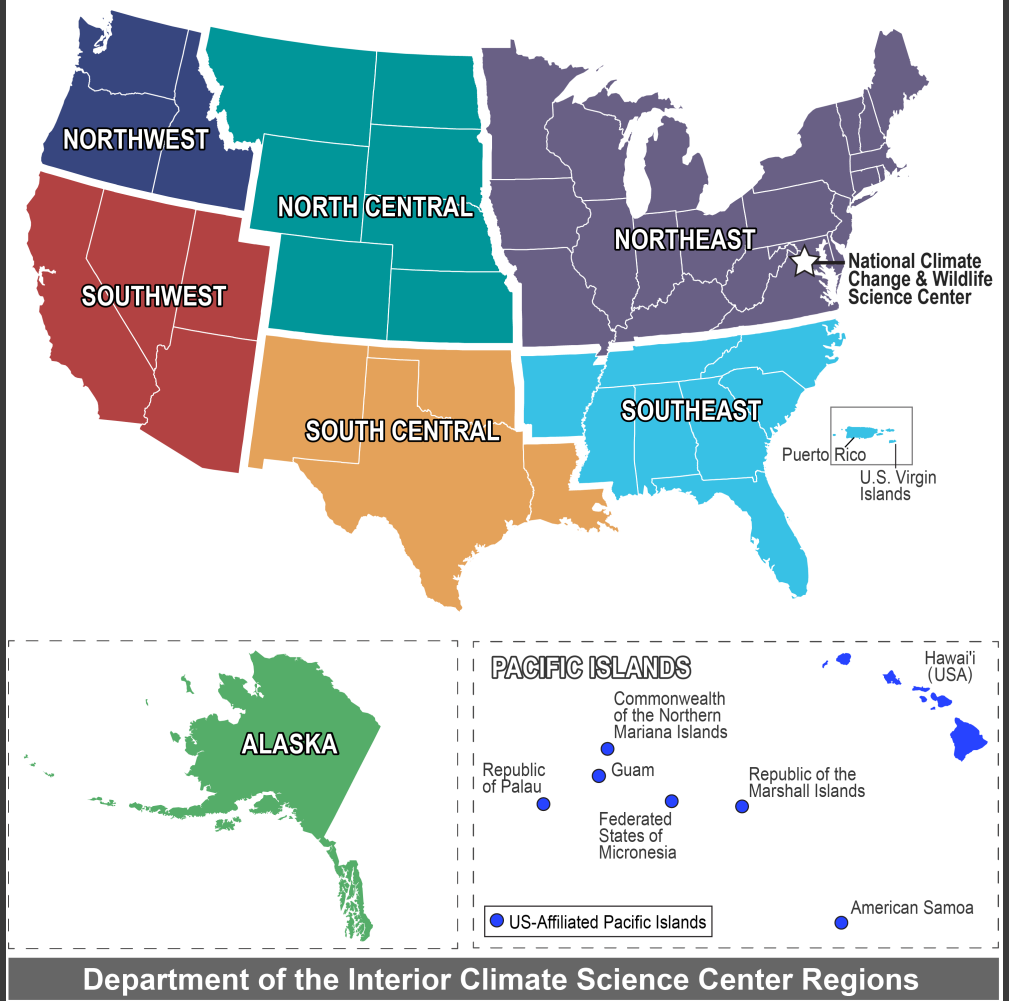 NORTHWEST
NORTH CENTRAL
NORTHEAST
National Climate
Change & Wildlife
Science Center
SOUTHWEST
SOUTH CENTRAL
SOUTHEAST
Puerto Rico
U.S. Virgin
Islands
ALASKA
PACIFIC ISLANDS
Hawai'i
(USA)
Commonwealth
of the Northern
Mariana Islands
Guam
Republic
of Palau
Federated
States of
Micronesia
Republic of the
Marshall Islands
American Samoa
US-Affiliated Pacific Islands
Department of the Interior Climate Science Center Regions